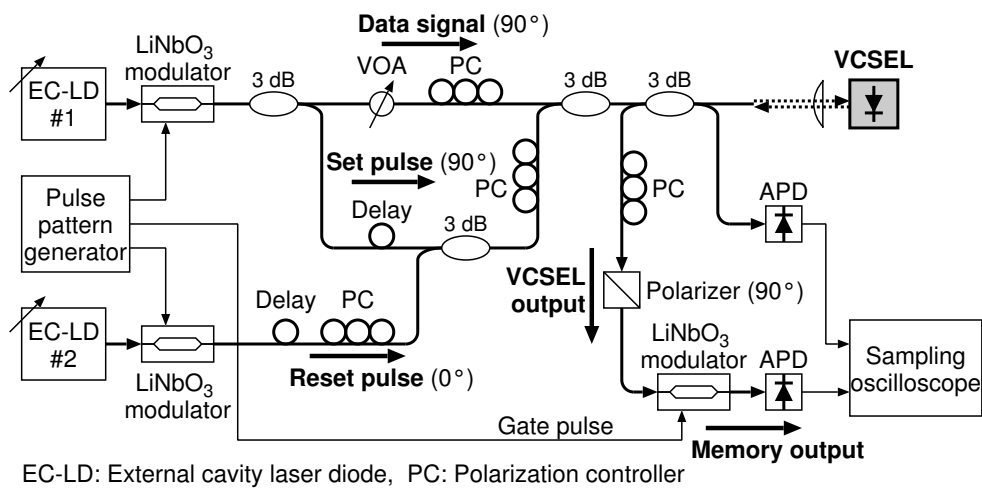 Data signal (90°)
LiNbO3
modulator
VOA
PC
3 dB
3 dB
3 dB
VCSEL
EC-LD
#1
Set pulse (90°)
PC
PC
APD
Pulse
pattern
generator
Delay
3 dB
VCSEL
output
Polarizer (90°)
Delay
PC
EC-LD
#2
LiNbO3
modulator
APD
Sampling
oscilloscope
Reset pulse (0°)
LiNbO3
modulator
Gate pulse
Memory output
EC-LD: External cavity laser diode, PC: Polarization controller